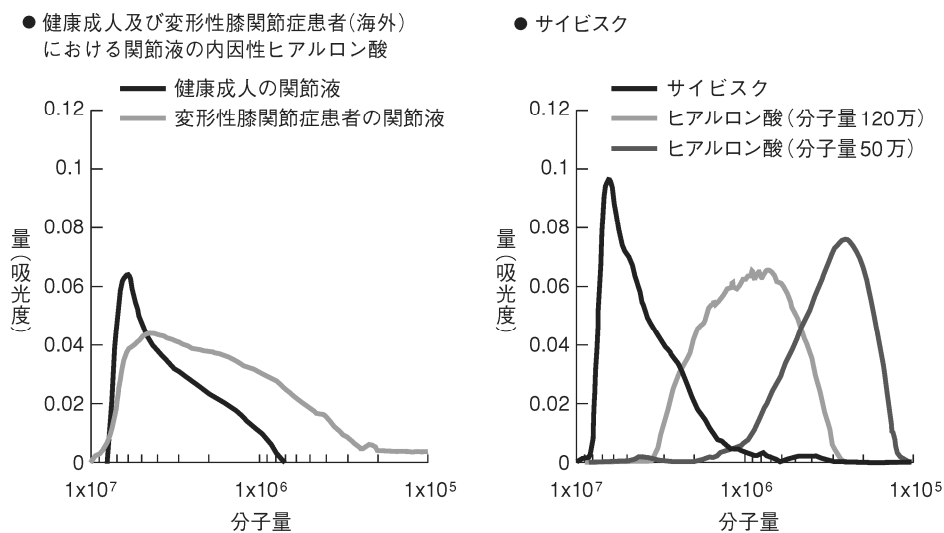 ● 健康成人及び変形性膝関節症患者(海外)
における関節液の内因性ヒアルロン酸
健康成人の関節液
変形性膝関節症患者の関節液
量(吸光度)
0.12
0.1
0.08
0.06
0.04
0.02
0
1x10⁷
1x10⁶
1x10⁵
分子量
● サイビスク
サイビスク
ヒアルロン酸(分子量120万)
ヒアルロン酸(分子量50万)
量(吸光度)
0.12
0.1
0.08
0.06
0.04
0.02
0
1x10⁷
1x10⁶
1x10⁵
分子量